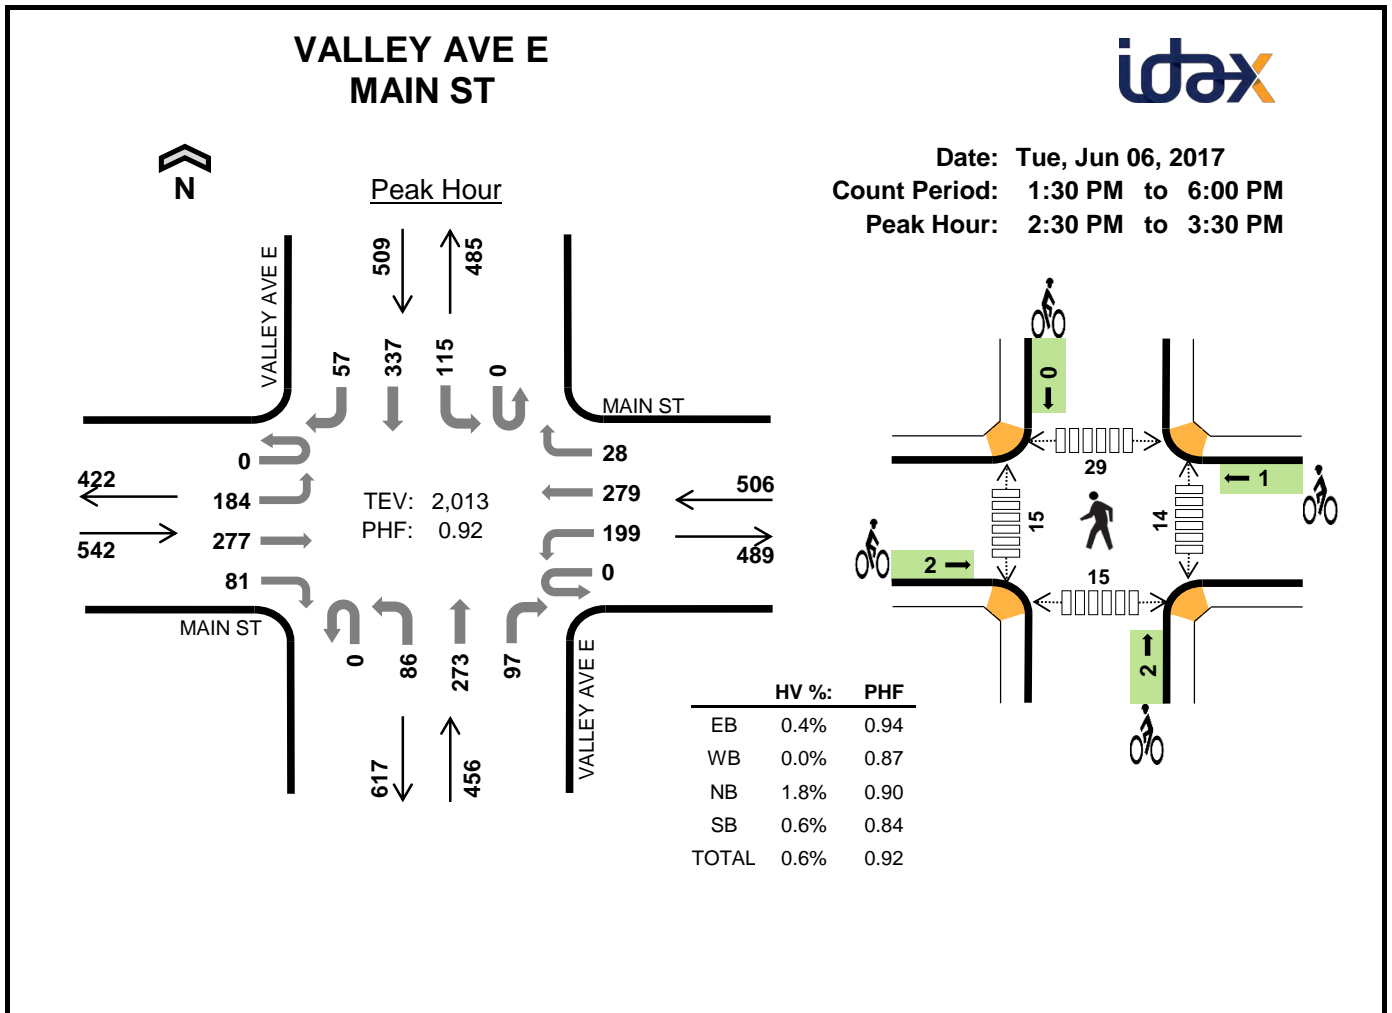 VALLEY AVE E
MAIN ST
idax
N
Peak Hour
Date: Tue, Jun 06, 2017
Count Period: 1:30 PM to 6:00 PM
Peak Hour: 2:30 PM to 3:30 PM
509
485
VALLEY AVE E
57
337
115
0
MAIN ST
0
184
277
81
422
542
TEV: 2,013
PHF: 0.92
28
279
199
0
506
489
MAIN ST
0
86
273
97
VALLEY AVE E
617
456
0
29
1
15
14
2
15
2
HV %: PHF
EB 0.4% 0.94
WB 0.0% 0.87
NB 1.8% 0.90
SB 0.6% 0.84
TOTAL 0.6% 0.92